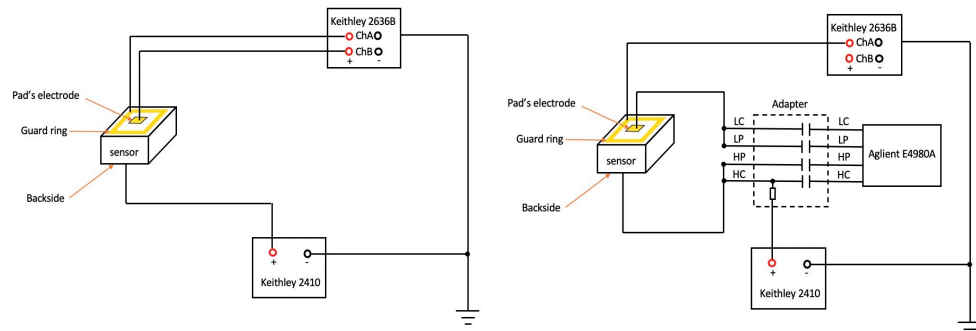 Keithley 2636B
ChA
ChB
+ -
Pad's electrode
Guard ring
sensor
Backside
+ -
Keithley 2410
Keithley 2636B
ChA
ChB
+ -
Pad's electrode
Guard ring
sensor
Backside
Adapter
LC LC
LP LP
HP HP
HC HC
Aglient E4980A
+ -
Keithley 2410